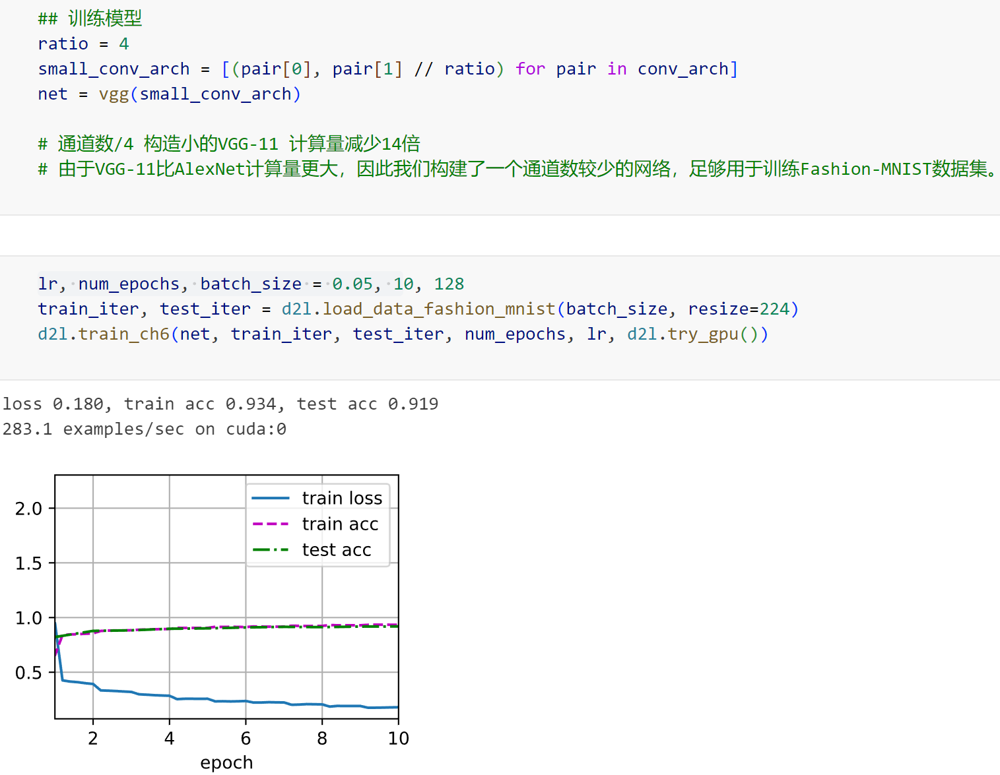 ## 训练模型
ratio = 4
small_conv_arch = [(pair[0], pair[1] // ratio) for pair in conv_arch]
net = vgg(small_conv_arch)
# 通道数/4 构造小的VGG-11 计算量减少14倍
# 由于VGG-11比AlexNet计算量更大，因此我们构建了一个通道数较少的网络，足够用于训练Fashion-MNIST数据集。
lr, num_epochs, batch_size = 0.05, 10, 128
train_iter, test_iter = d2l.load_data_fashion_mnist(batch_size, resize=224)
d2l.train_ch6(net, train_iter, test_iter, num_epochs, lr, d2l.try_gpu())
loss 0.180, train acc 0.934, test acc 0.919
283.1 examples/sec on cuda:0
train loss
train acc
test acc
2.0
1.5
1.0
0.5
2 4 6 8 10
epoch